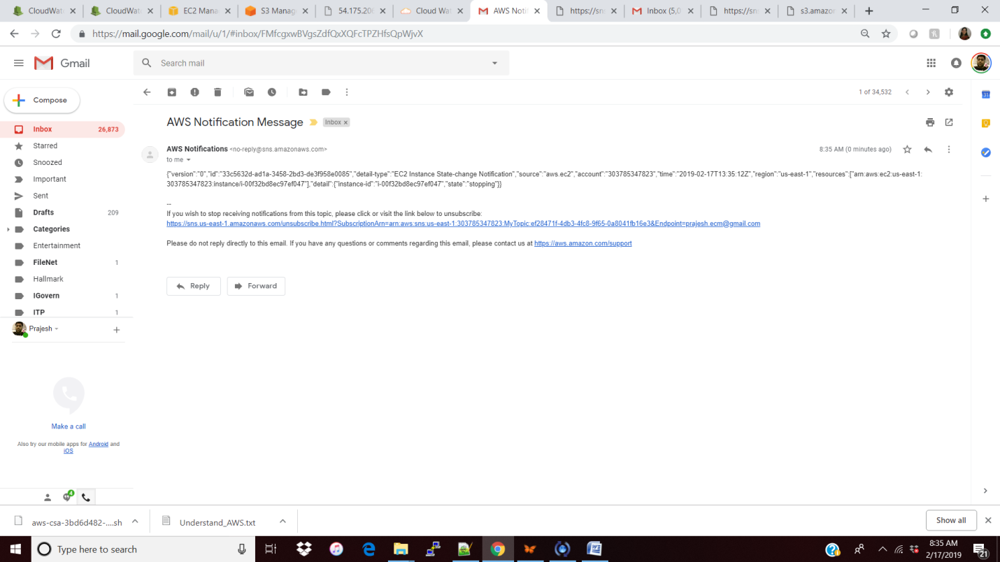 CloudWat
CloudWat
EC2 Mana
S3 Manag
54.175.206
Cloud Wat
AWS Noti
https://sns
Inbox (5,0
https://sns
s3.amazon
https://mail.google.com/mail/u/1/#inbox/FMfcgxwBVgsZdfQxXQFcTPZHfsQpWjvX
Gmail
Search mail
Compose
1 of 34,532
AWS Notification Message
Inbox x
Inbox 26,873
Starred
Snoozed
Important
Sent
Drafts 209
Categories
Entertainment
FileNet 1
Hallmark
IGovern 1
ITP 1
Prajesh
AWS Notifications <no-reply@sns.amazonaws.com>
8:35 AM (0 minutes ago)
to me
{"version":"0","id":"33c5632d-ad1a-3458-2bd3-de3f958e0085","detail-type":"EC2 Instance State-change Notification","source":"aws.ec2","account":"303785347823","time":"2019-02-17T13:35:12Z","region":"us-east-1","resources":["arn:aws:ec2:us-east-1:
303785347823:instance/i-00f32bd8ec97ef047"],"detail":{"instance-id":"i-00f32bd8ec97ef047","state":"stopping"}}
--
If you wish to stop receiving notifications from this topic, please click or visit the link below to unsubscribe:
https://sns.us-east-1.amazonaws.com/unsubscribe.html?SubscriptionArn=arn:aws:sns:us-east-1:303785347823:MyTopic:ef28471f-4db3-4fc8-9f65-0a8041fb16e3&Endpoint=prajesh.ecm@gmail.com
Please do not reply directly to this email. If you have any questions or comments regarding this email, please contact us at https://aws.amazon.com/support
Reply
Forward
Make a call
Also try our mobile apps for Android and
iOS
4
31
aws-csa-3bd6d482-....sh
Understand_AWS.txt
Show all
Type here to search
8:35 AM
2/17/2019
21